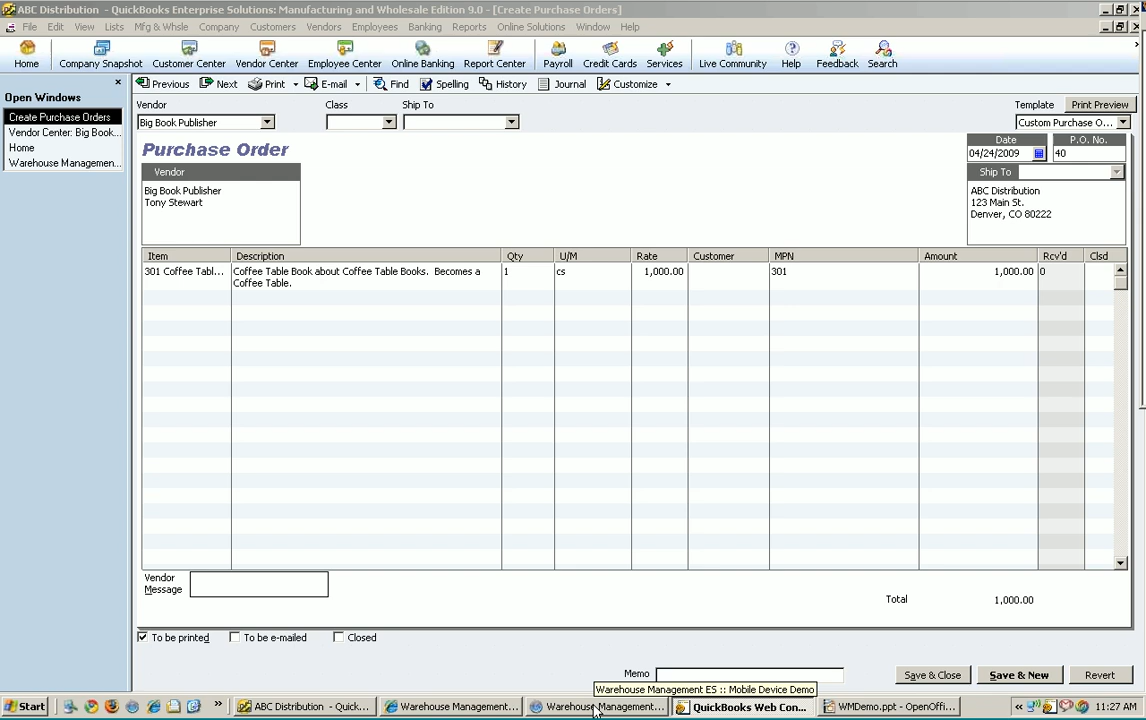 ABC Distribution - QuickBooks Enterprise Solutions: Manufacturing and Wholesale Edition 9.0 - [Create Purchase Orders]
File Edit View Lists Mfg & Whsle Company Customers Vendors Employees Banking Reports Online Solutions Window Help
Home Company Snapshot Customer Center Vendor Center Employee Center Online Banking Report Center Payroll Credit Cards Services Live Community Help Feedback Search
Previous Next Print E-mail Find Spelling History Journal Customize
Open Windows
Create Purchase Orders
Vendor Center: Big Book...
Home
Warehouse Managemen...
Vendor Class Ship To Template Print Preview
Big Book Publisher Custom Purchase O...
Purchase Order
Date P.O. No.
04/24/2009 40
Vendor
Big Book Publisher
Tony Stewart
Ship To
ABC Distribution
123 Main St.
Denver, CO 80222
Item Description Qty U/M Rate Customer MPN Amount Rcv'd Clsd
301 Coffee Tabl... Coffee Table Book about Coffee Table Books. Becomes a 1 cs 1,000.00 301 1,000.00 0
Coffee Table.
Vendor
Message
Total 1,000.00
To be printed To be e-mailed Closed
Memo Save & Close Save & New Revert
Warehouse Management ES :: Mobile Device Demo
Start » ABC Distribution - Quick... Warehouse Management... Warehouse Management... QuickBooks Web Con... WMDemo.ppt - OpenOffi... « 11:27 AM